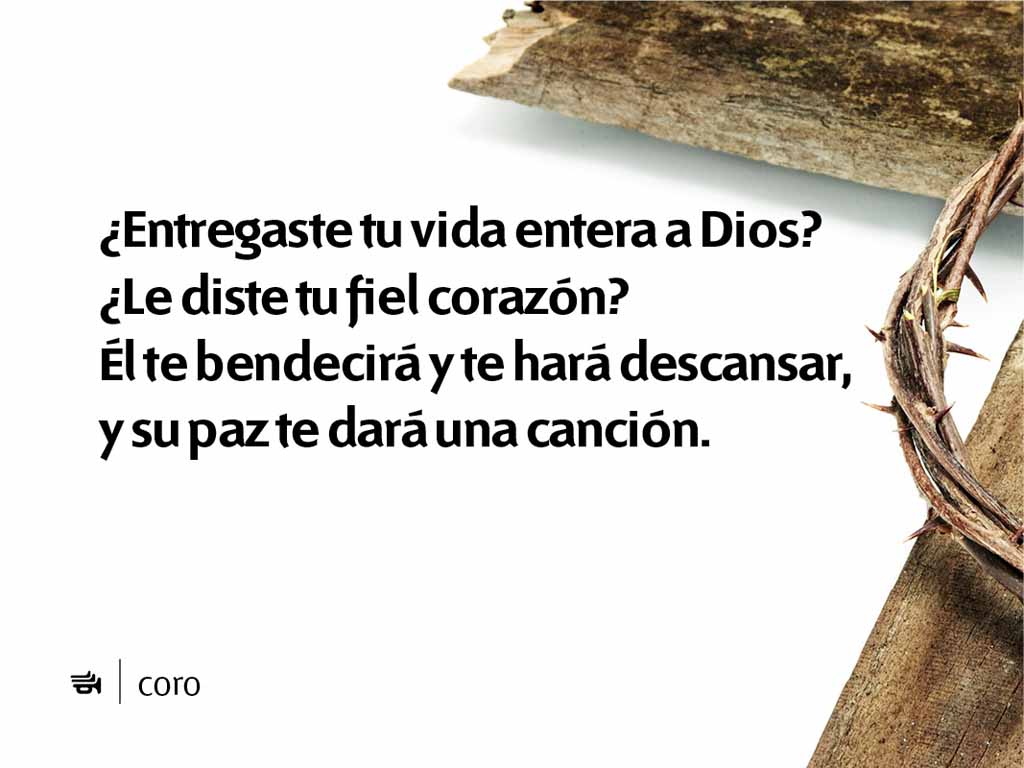 ¿Entregaste tu vida entera a Dios?
¿Le diste tu fiel corazón?
Él te bendecirá y te hará descansar,
y su paz te dará una canción.
coro